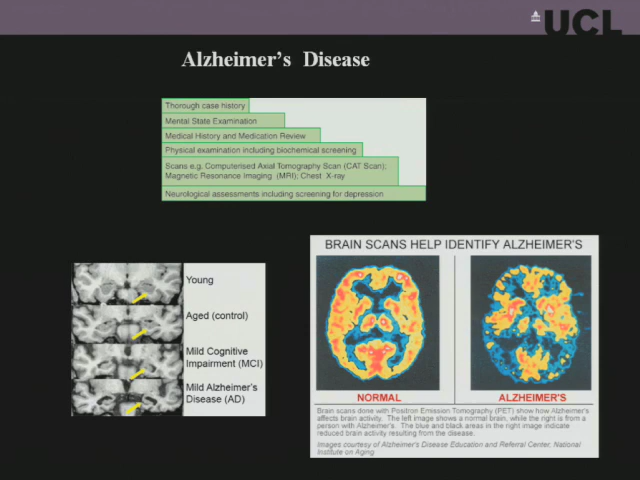 UCL
Alzheimer's Disease
Thorough case history
Mental State Examination
Medical History and Medication Review
Physical examination including biochemical screening
Scans e.g. Computerised Axial Tomography Scan (CAT Scan);
Magnetic Resonance Imaging (MRI); Chest X-ray
Neurological assessments including screening for depression
Young
Aged (control)
Mild Cognitive
Impairment (MCI)
Mild Alzheimer's
Disease (AD)
BRAIN SCANS HELP IDENTIFY ALZHEIMER'S
NORMAL
ALZHEIMER'S
Brain scans done with Positron Emission Tomography (PET) show how Alzheimer's
affects brain activity. The left image shows a normal brain, while the right is from a
person with Alzheimer's. The blue and black areas in the right image indicate
reduced brain activity resulting from the disease.
Images courtesy of Alzheimer's Disease Education and Referral Center, National
Institute on Aging